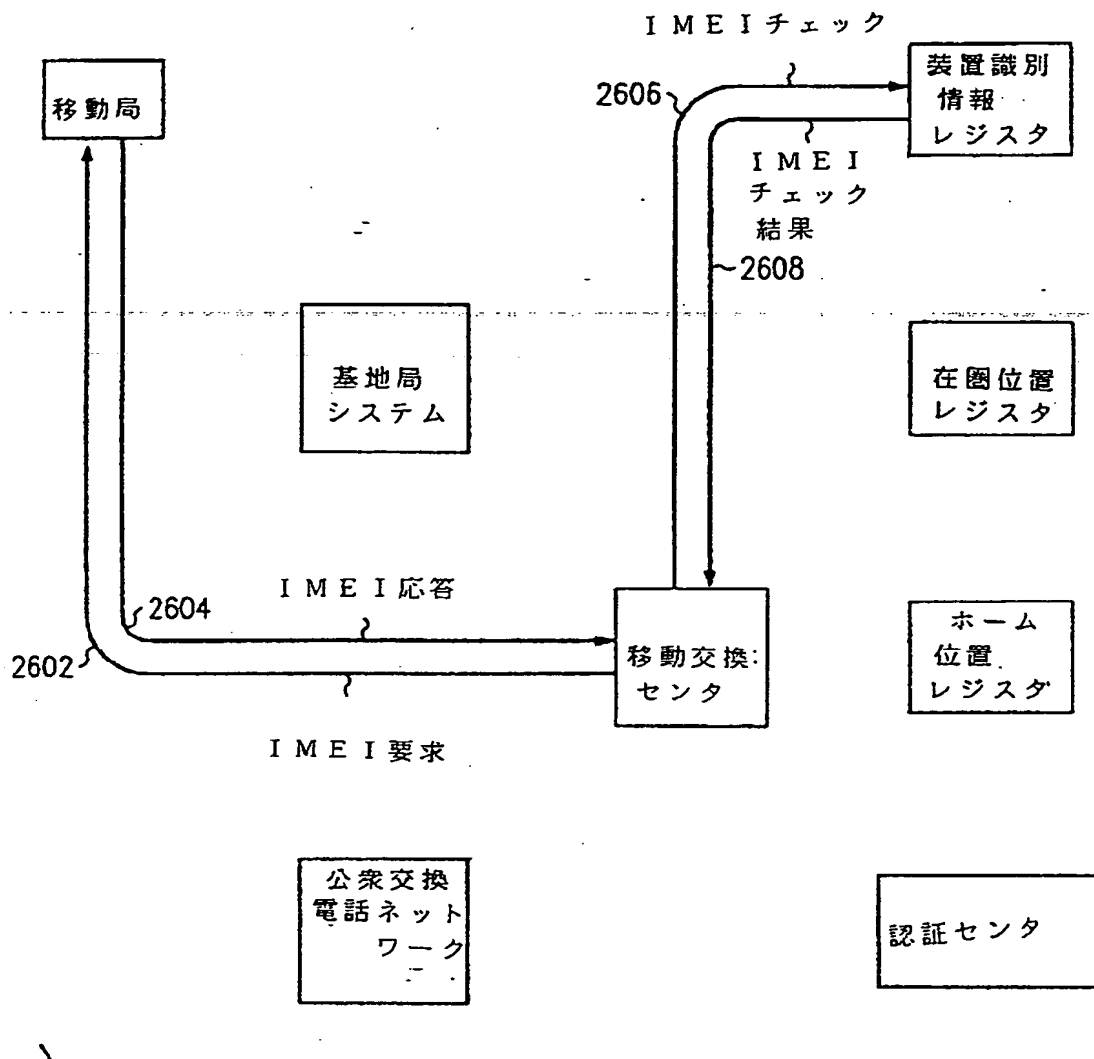 IMEIチェック
移動局
2606
装置識別
情報
レジスタ
IMEI
チェック
結果
2608
基地局
システム
在圏位置
レジスタ
IMEI応答
2604
2602
移動交換
センタ
ホーム
位置
レジスタ
IMEI要求
公衆交換
電話ネット
ワーク
認証センタ